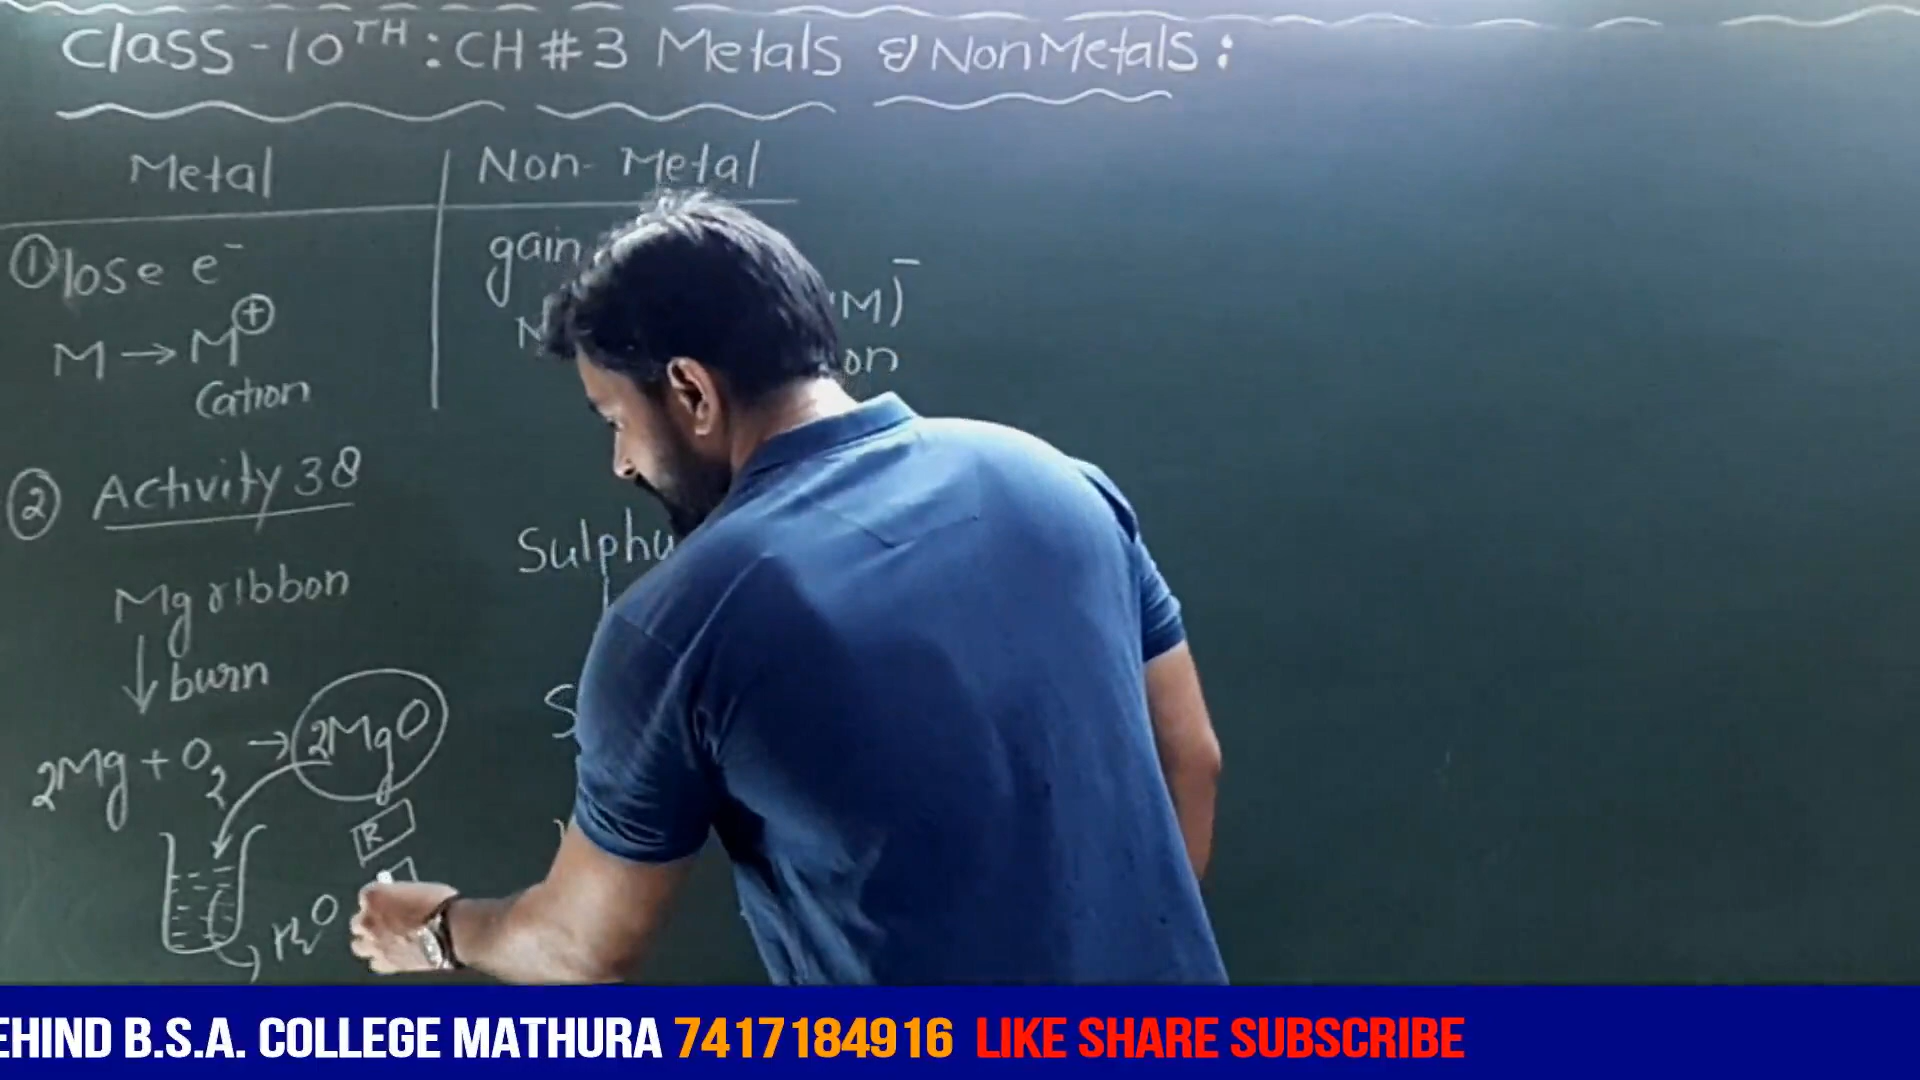 Class-10TH: CH #3 Metals & NonMetals:
Metal
Non-Metal
① lose e⁻
M → M⊕
Cation
gain
M)⁻
② Activity 38
Mg ribbon
↓ burn
2Mg + O₂ → 2MgO
R
H₂O
EHIND B.S.A. COLLEGE MATHURA 7417184916 LIKE SHARE SUBSCRIBE